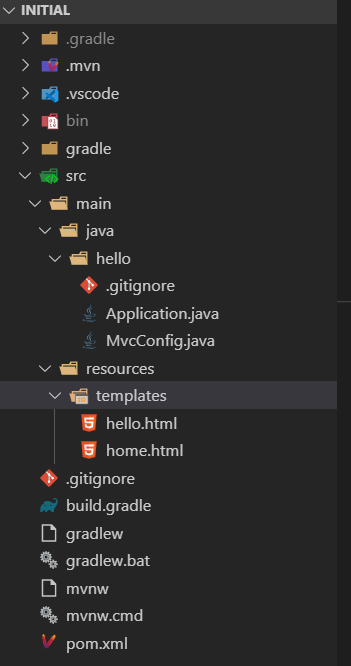 INITIAL
.gradle
.mvn
.vscode
bin
gradle
src
main
java
hello
.gitignore
Application.java
MvcConfig.java
resources
templates
hello.html
home.html
.gitignore
build.gradle
gradlew
gradlew.bat
mvnw
mvnw.cmd
pom.xml